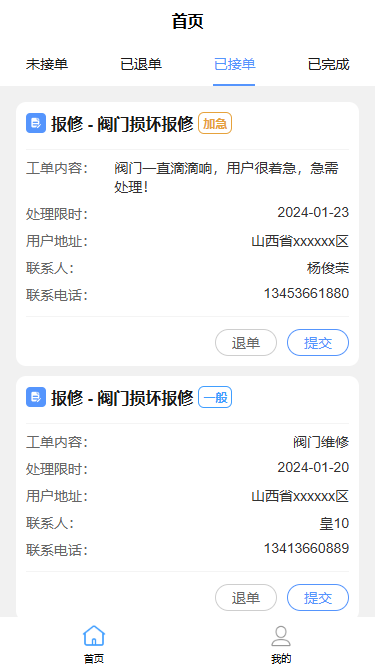 首页
未接单 已退单 已接单 已完成
报修 - 阀门损坏报修 加急
工单内容： 阀门一直滴滴响，用户很着急，急需
处理！
处理限时： 2024-01-23
用户地址： 山西省xxxxxx区
联系人： 杨俊荣
联系电话： 13453661880
退单 提交
报修 - 阀门损坏报修 一般
工单内容： 阀门维修
处理限时： 2024-01-20
用户地址： 山西省xxxxxx区
联系人： 皇10
联系电话： 13413660889
退单 提交
首页 我的